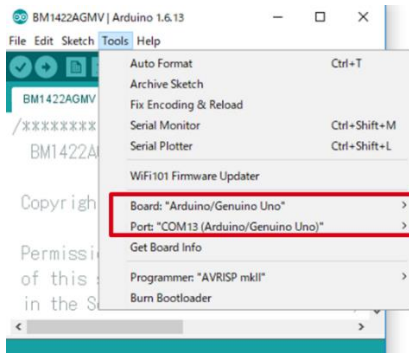 BM1422AGMV | Arduino 1.6.13
File Edit Sketch Tools Help
Auto Format Ctrl+T
Archive Sketch
Fix Encoding & Reload
Serial Monitor Ctrl+Shift+M
Serial Plotter Ctrl+Shift+L
WiFi101 Firmware Updater
Board: "Arduino/Genuino Uno"
Port: "COM13 (Arduino/Genuino Uno)"
Get Board Info
Programmer: "AVRISP mkII"
Burn Bootloader
BM1422AGMV
/********
BM1422A
Copyrigh
Permissi
of this s
in the So